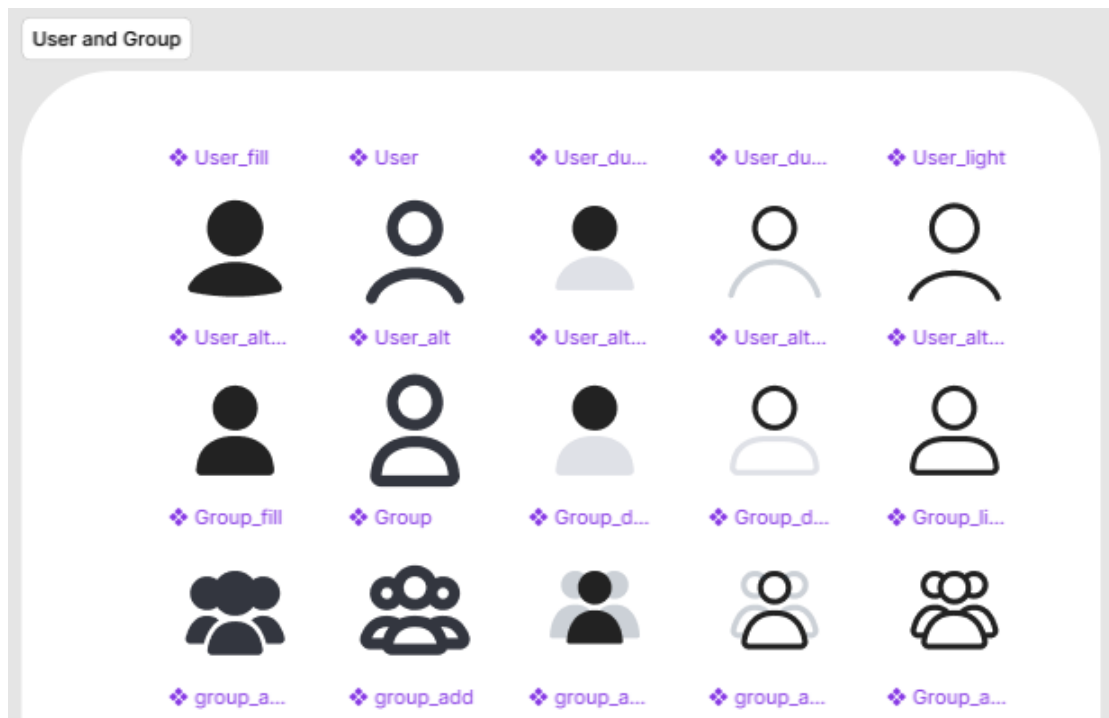 User and Group
User_fill User User_du... User_du... User_light
User_alt... User_alt User_alt... User_alt... User_alt...
Group_fill Group Group_d... Group_d... Group_li...
group_a... group_add group_a... group_a... Group_a...